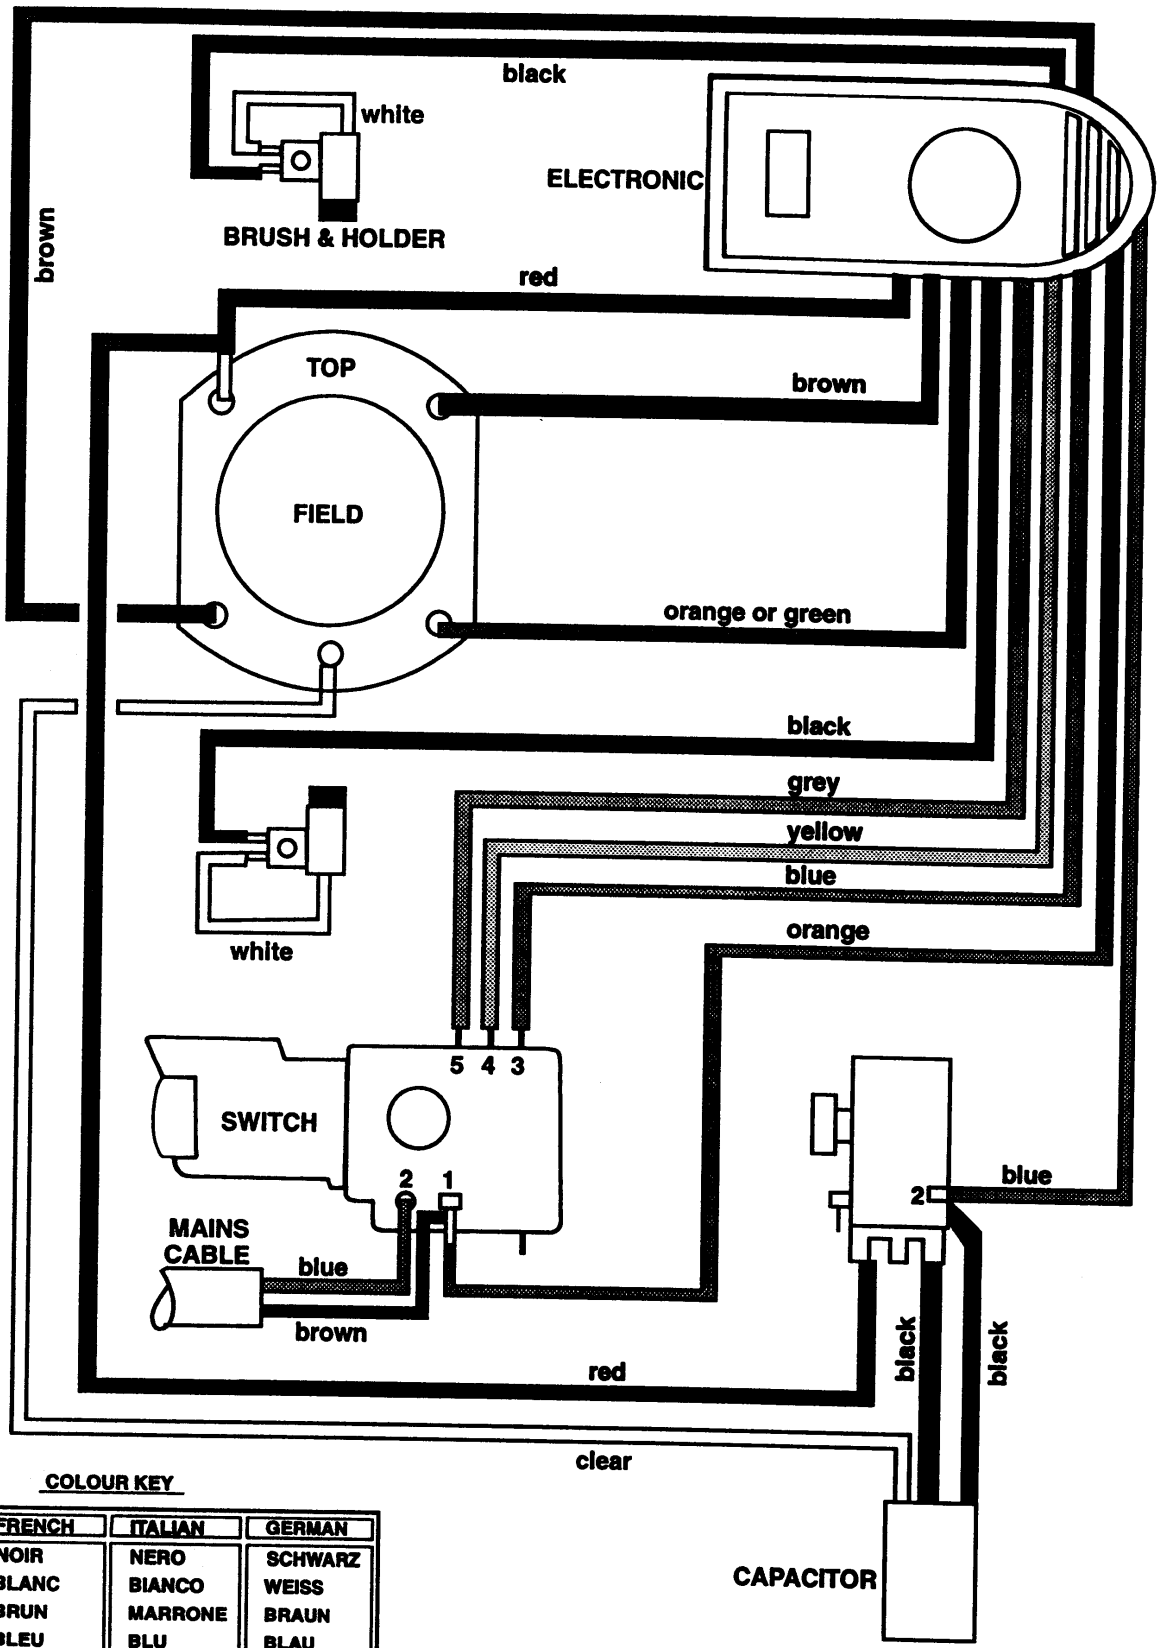 black
white
ELECTRONIC
BRUSH & HOLDER
brown
red
TOP
brown
FIELD
orange or green
black
grey
yellow
blue
white
orange
5 4 3
SWITCH
2 1
2
blue
MAINS
CABLE
blue
brown
black
black
red
clear
COLOUR KEY
FRENCH ITALIAN GERMAN
NOIR NERO SCHWARZ
BLANC BIANCO WEISS
BRUN MARRONE BRAUN
BLEU BLU BLAU
CAPACITOR